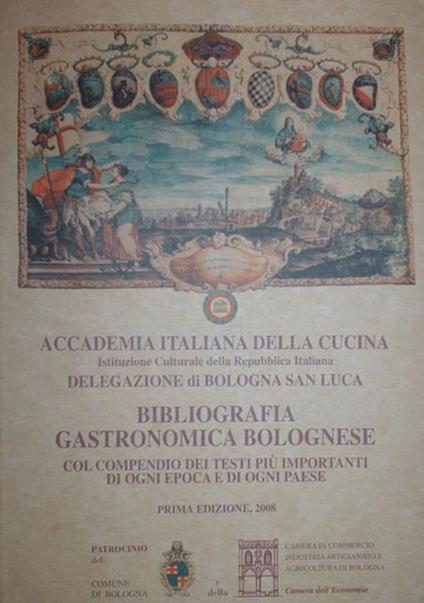 ACCADEMIA ITALIANA DELLA CUCINA
Istituzione Culturale della Repubblica Italiana
DELEGAZIONE di BOLOGNA SAN LUCA
BIBLIOGRAFIA
GASTRONOMICA BOLOGNESE
COL COMPENDIO DEI TESTI PIÙ IMPORTANTI
DI OGNI EPOCA E DI OGNI PAESE
PRIMA EDIZIONE, 2008
PATROCINIO
del
COMUNE
DI BOLOGNA
e
della
CAMERA DI COMMERCIO
INDUSTRIA ARTIGIANATO E
AGRICOLTURA DI BOLOGNA
Camera dell'Economia